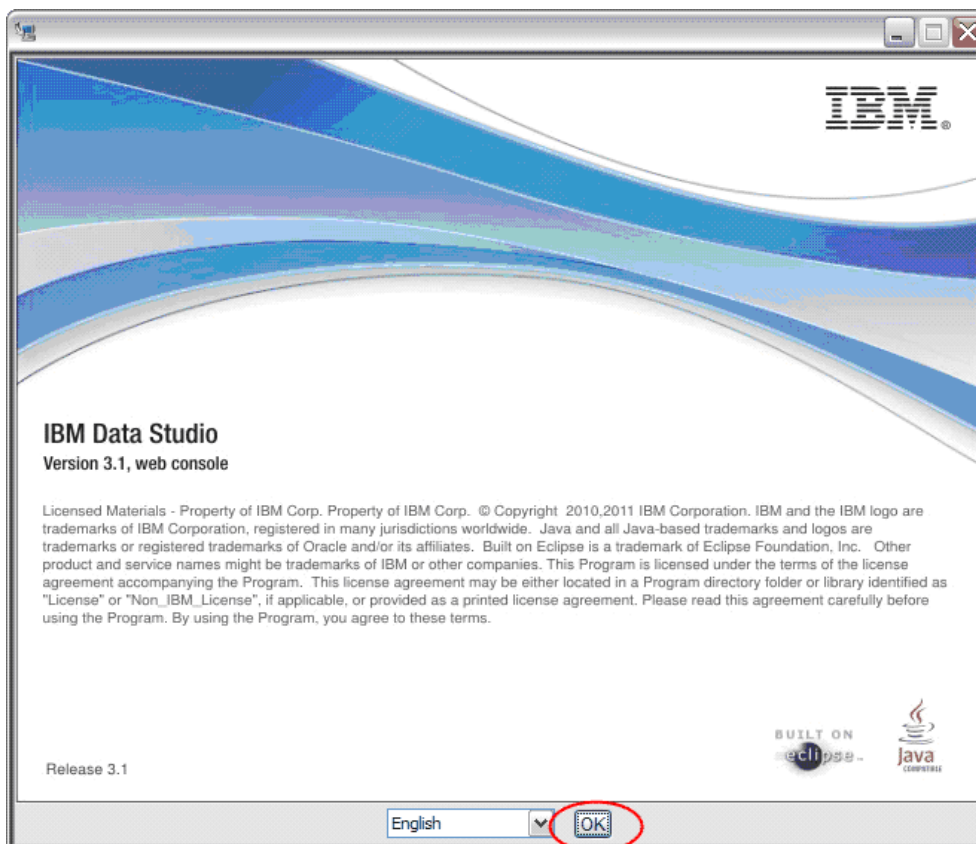 IBM®
IBM Data Studio
Version 3.1, web console
Licensed Materials - Property of IBM Corp. Property of IBM Corp. © Copyright 2010,2011 IBM Corporation. IBM and the IBM logo are
trademarks of IBM Corporation, registered in many jurisdictions worldwide. Java and all Java-based trademarks and logos are
trademarks or registered trademarks of Oracle and/or its affiliates. Built on Eclipse is a trademark of Eclipse Foundation, Inc. Other
product and service names might be trademarks of IBM or other companies. This Program is licensed under the terms of the license
agreement accompanying the Program. This license agreement may be either located in a Program directory folder or library identified as
"License" or "Non_IBM_License", if applicable, or provided as a printed license agreement. Please read this agreement carefully before
using the Program. By using the Program, you agree to these terms.
BUILT ON
eclipse™
Java
COMPATIBLE
Release 3.1
English
OK